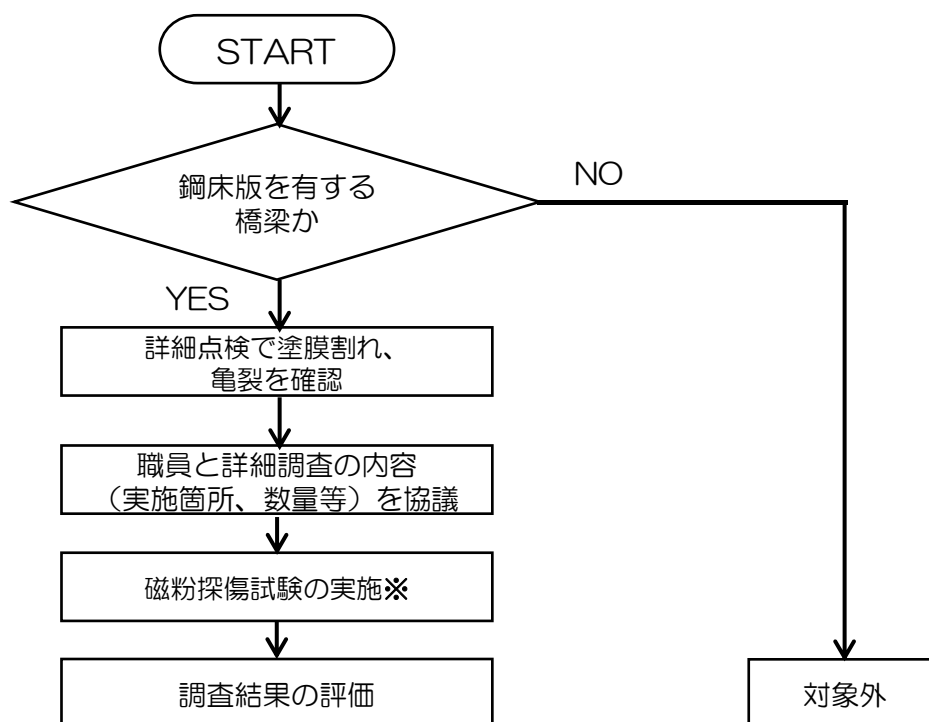 START
鋼床版を有する
橋梁か
NO
YES
詳細点検で塗膜割れ、
亀裂を確認
職員と詳細調査の内容
（実施箇所、数量等）を協議
磁粉探傷試験の実施※
調査結果の評価
対象外